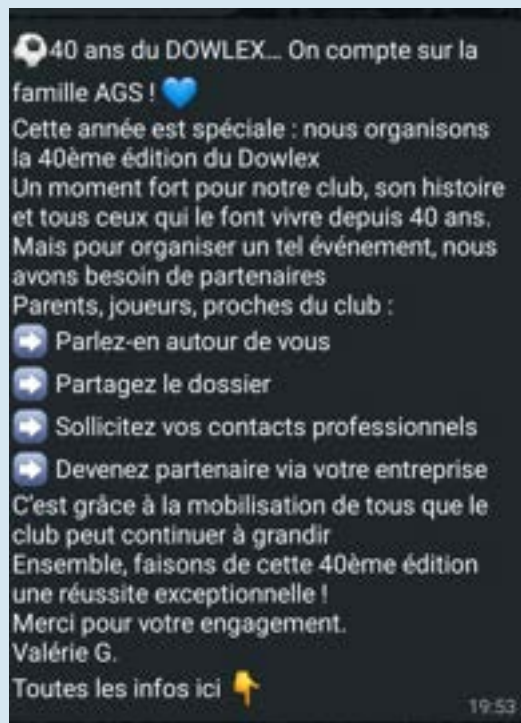 ⚽40 ans du DOWLEX... On compte sur la
famille AGS ! 💙
Cette année est spéciale : nous organisons
la 40ème édition du Dowlex
Un moment fort pour notre club, son histoire
et tous ceux qui le font vivre depuis 40 ans.
Mais pour organiser un tel événement, nous
avons besoin de partenaires
Parents, joueurs, proches du club :
➡️ Parlez-en autour de vous
➡️ Partagez le dossier
➡️ Sollicitez vos contacts professionnels
➡️ Devenez partenaire via votre entreprise
C'est grâce à la mobilisation de tous que le
club peut continuer à grandir
Ensemble, faisons de cette 40ème édition
une réussite exceptionnelle !
Merci pour votre engagement.
Valérie G.
Toutes les infos ici 👇
19:53